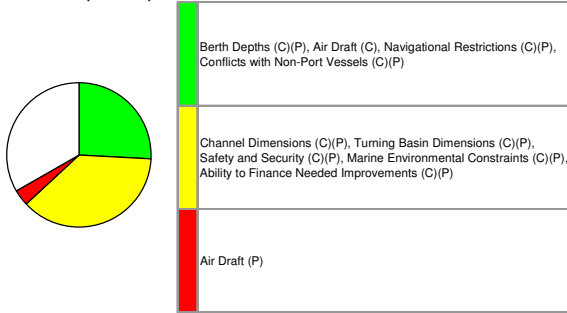 Berth Depths (C)(P), Air Draft (C), Navigational Restrictions (C)(P),
Conflicts with Non-Port Vessels (C)(P)
Channel Dimensions (C)(P), Turning Basin Dimensions (C)(P),
Safety and Security (C)(P), Marine Environmental Constraints (C)(P),
Ability to Finance Needed Improvements (C)(P)
Air Draft (P)